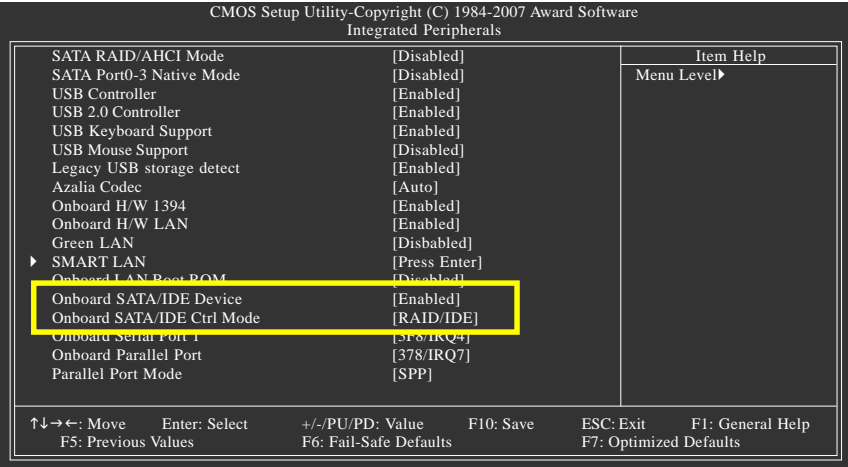 CMOS Setup Utility-Copyright (C) 1984-2007 Award Software
Integrated Peripherals
SATA RAID/AHCI Mode [Disabled] Item Help
SATA Port0-3 Native Mode [Disabled] Menu Level▶
USB Controller [Enabled]
USB 2.0 Controller [Enabled]
USB Keyboard Support [Enabled]
USB Mouse Support [Disabled]
Legacy USB storage detect [Enabled]
Azalia Codec [Auto]
Onboard H/W 1394 [Enabled]
Onboard H/W LAN [Enabled]
Green LAN [Disbabled]
▶ SMART LAN [Press Enter]
Onboard LAN Boot ROM [Disabled]
Onboard SATA/IDE Device [Enabled]
Onboard SATA/IDE Ctrl Mode [RAID/IDE]
Onboard Serial Port 1 [3F8/IRQ4]
Onboard Parallel Port [378/IRQ7]
Parallel Port Mode [SPP]
↑↓→←: Move Enter: Select +/-/PU/PD: Value F10: Save ESC: Exit F1: General Help
F5: Previous Values F6: Fail-Safe Defaults F7: Optimized Defaults